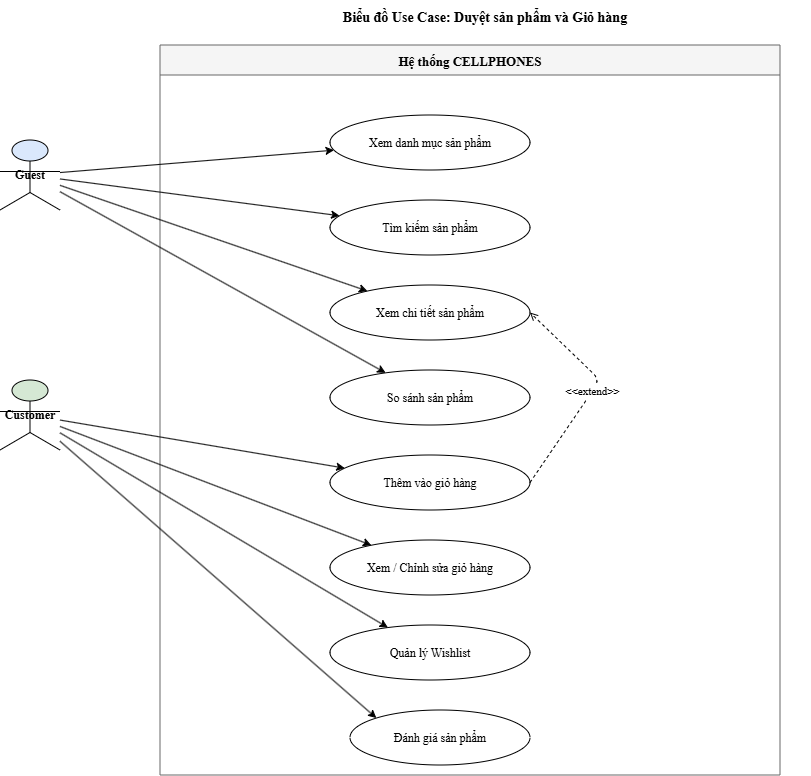 Biểu đồ Use Case: Duyệt sản phẩm và Giỏ hàng
Hệ thống CELLPHONES
Xem danh mục sản phẩm
Guest
Tìm kiếm sản phẩm
Xem chi tiết sản phẩm
So sánh sản phẩm
<<extend>>
Customer
Thêm vào giỏ hàng
Xem / Chỉnh sửa giỏ hàng
Quản lý Wishlist
Đánh giá sản phẩm